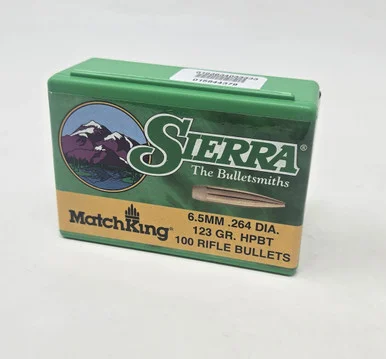 SIERRA®
The Bulletsmiths
MatchKing®
6.5MM .264 DIA.
123 GR. HPBT
100 RIFLE BULLETS